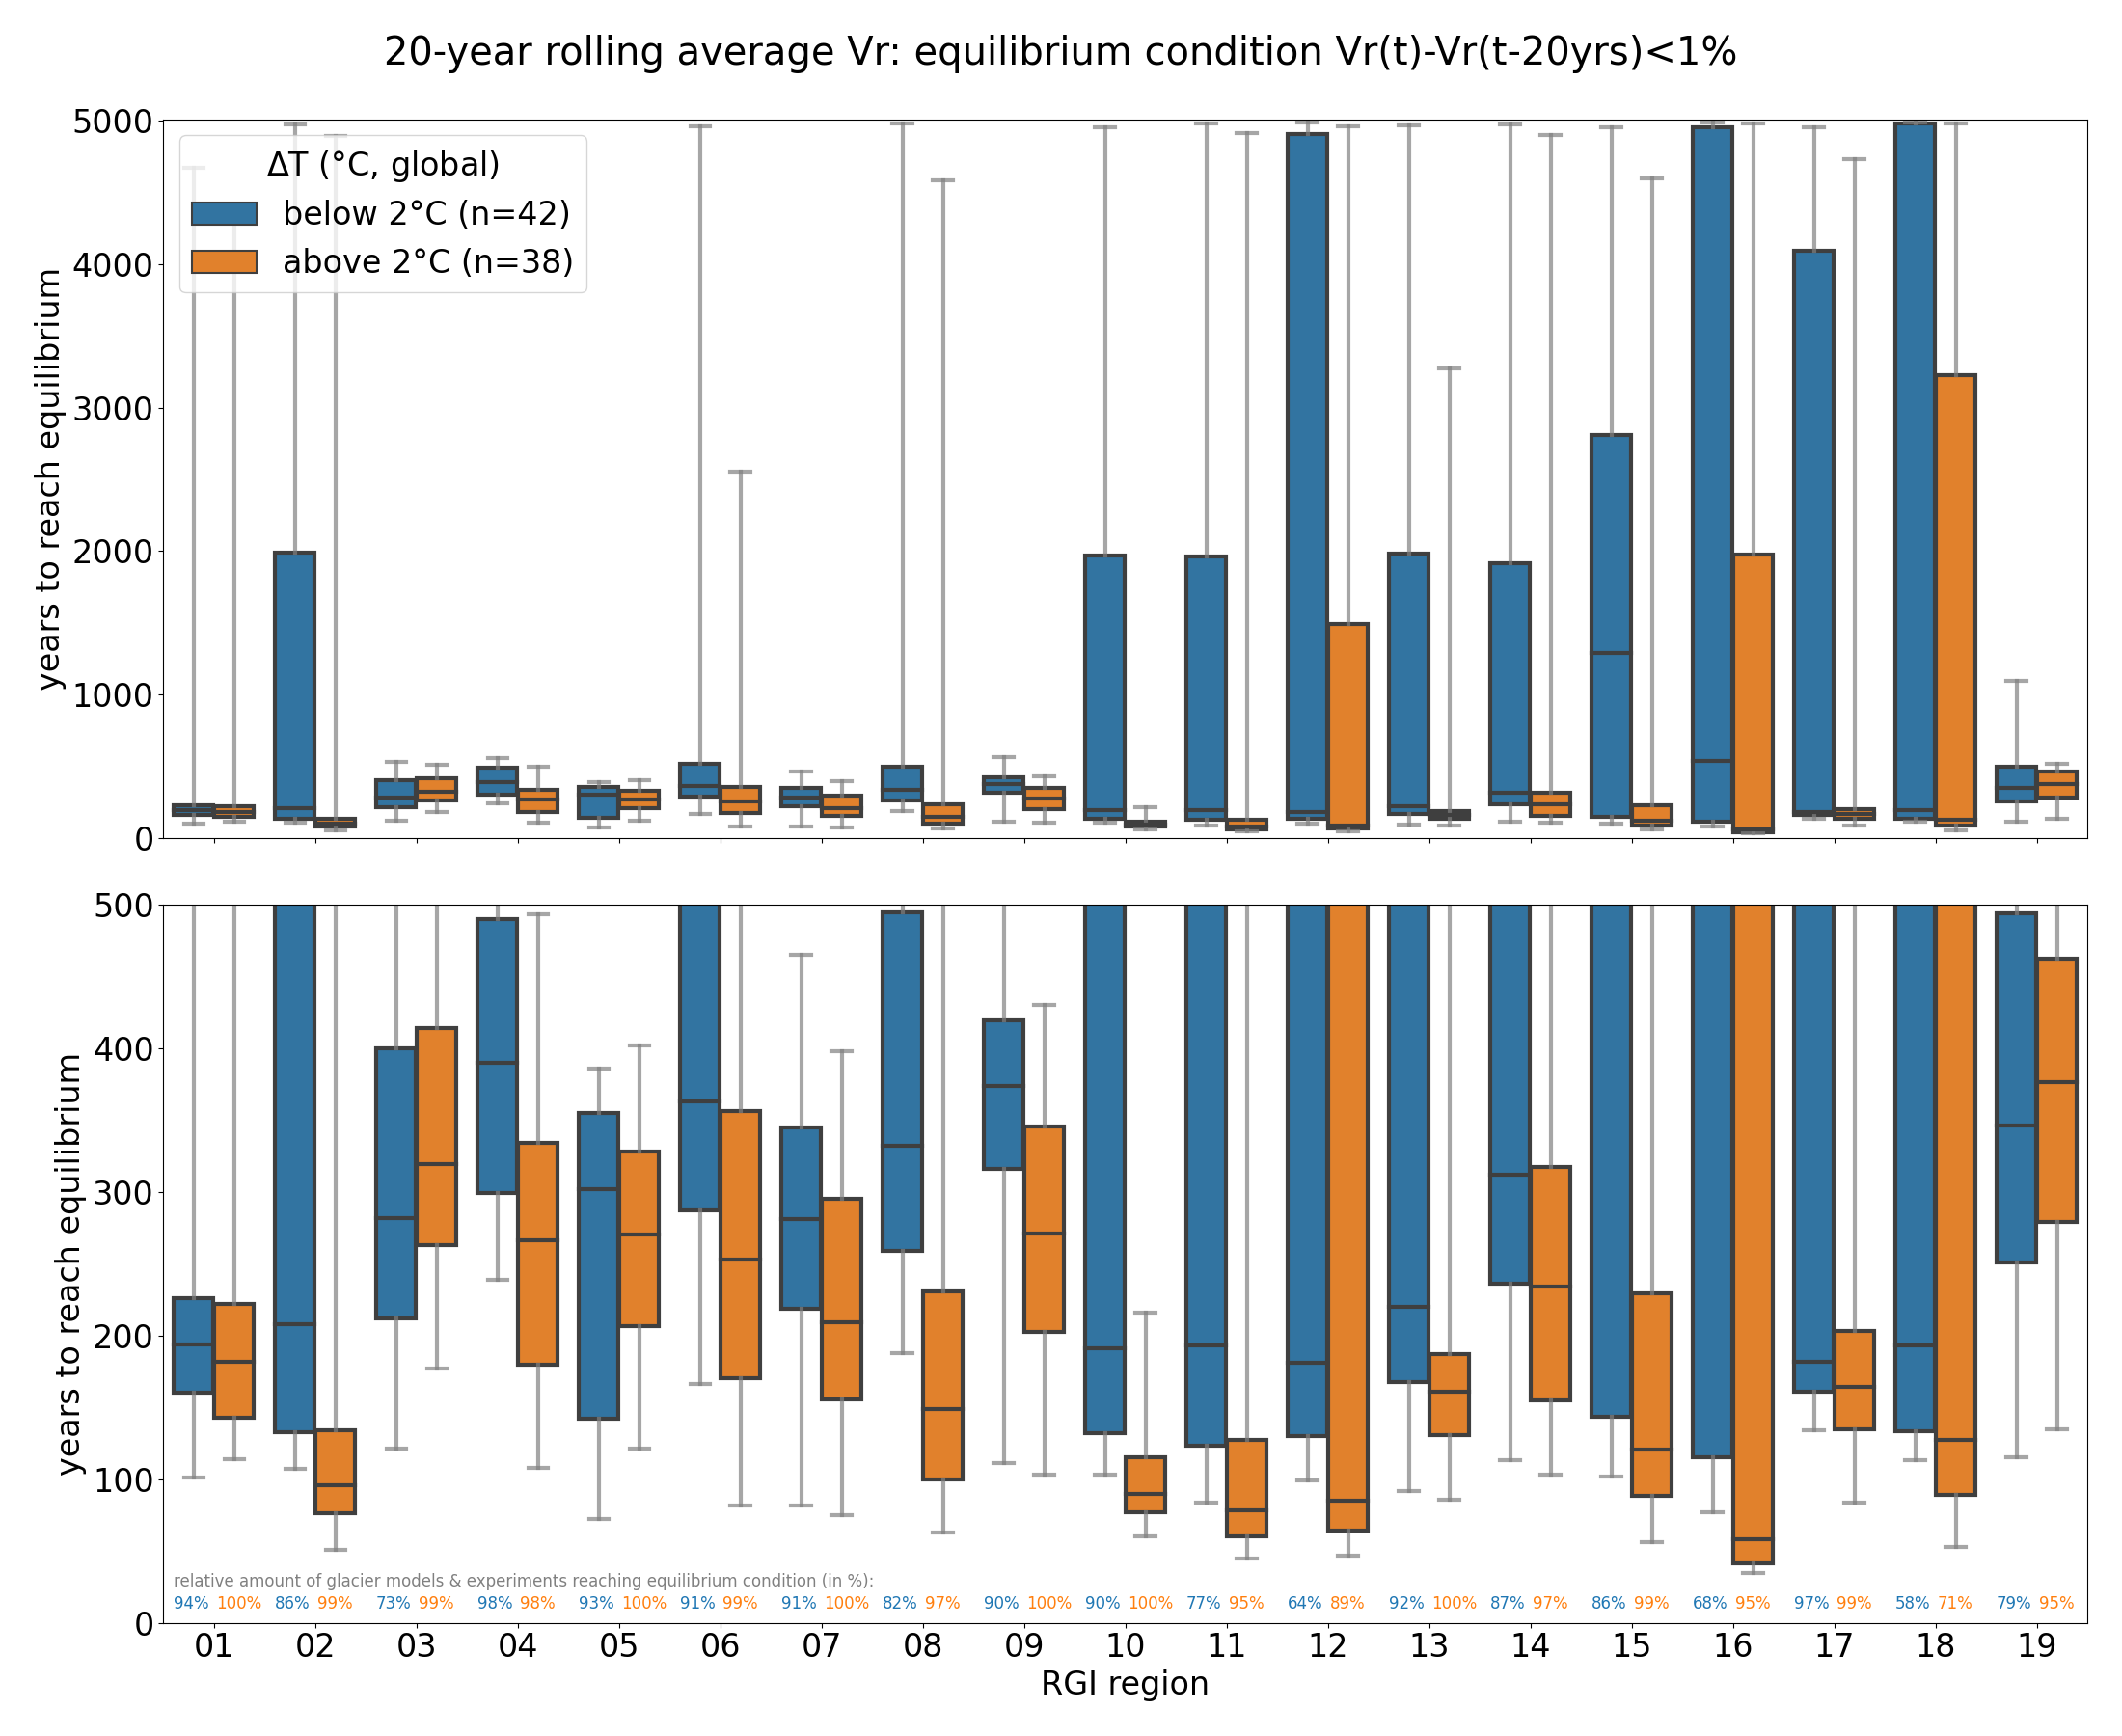 20-year rolling average Vr: equilibrium condition Vr(t)-Vr(t-20yrs)<1%
years to reach equilibrium
5000
4000
3000
2000
1000
0
ΔT (°C, global)
below 2°C (n=42)
above 2°C (n=38)
years to reach equilibrium
500
400
300
200
100
0
relative amount of glacier models & experiments reaching equilibrium condition (in %):
94% 100% 86% 99% 73% 99% 98% 98% 93% 100% 91% 99% 91% 100% 82% 97% 90% 100% 90% 100% 77% 95% 64% 89% 92% 100% 87% 97% 86% 99% 68% 95% 97% 99% 58% 71% 79% 95%
01 02 03 04 05 06 07 08 09 10 11 12 13 14 15 16 17 18 19
RGI region